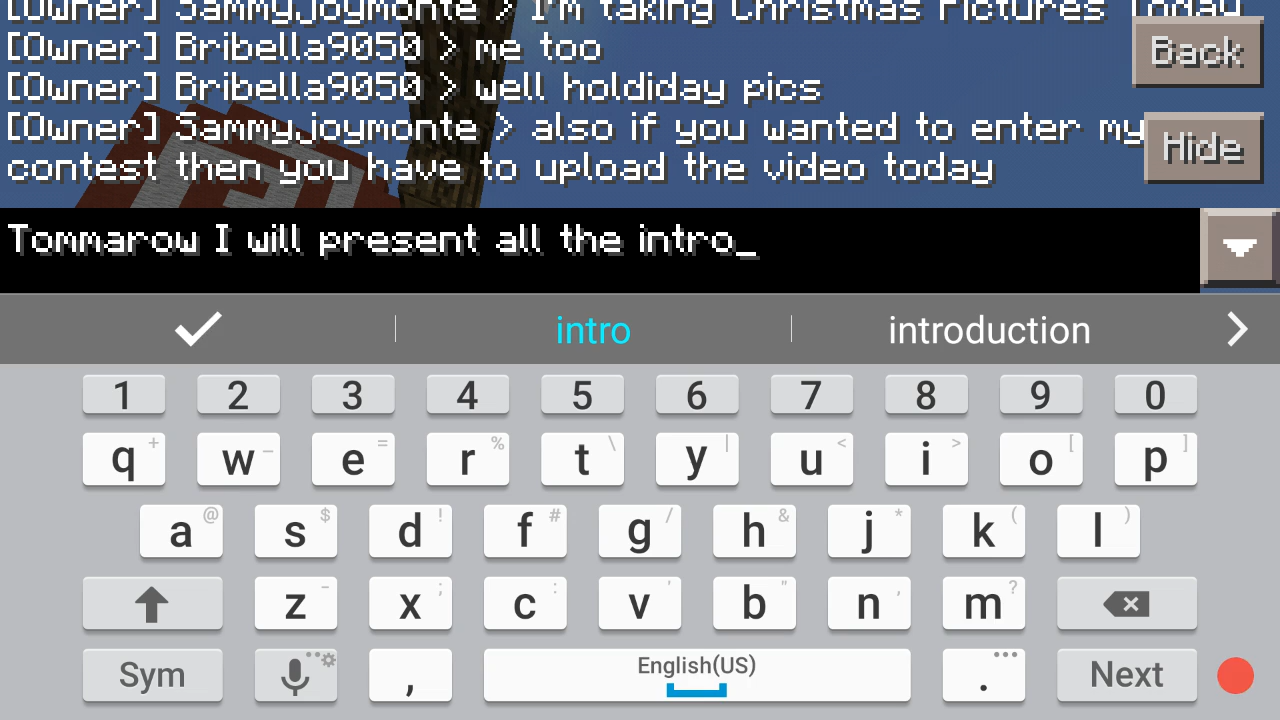 [Owner] Sammyjoymonte > I'm taking Christmas Pictures Today
[Owner] Bribella9050 > me too
[Owner] Bribella9050 > well holdiday pics
[Owner] Sammyjoymonte > also if you wanted to enter my
contest then you have to upload the video today
Back
Hide
Tommarow I will present all the intro_
intro
introduction
1 2 3 4 5 6 7 8 9 0
q + w _ e = r % t \ y | u < i > o [ p ]
a @ s $ d ! f # g / h & j * k ( l )
z - x ; c : v ' b " n , m ?
Sym , English(US) . Next